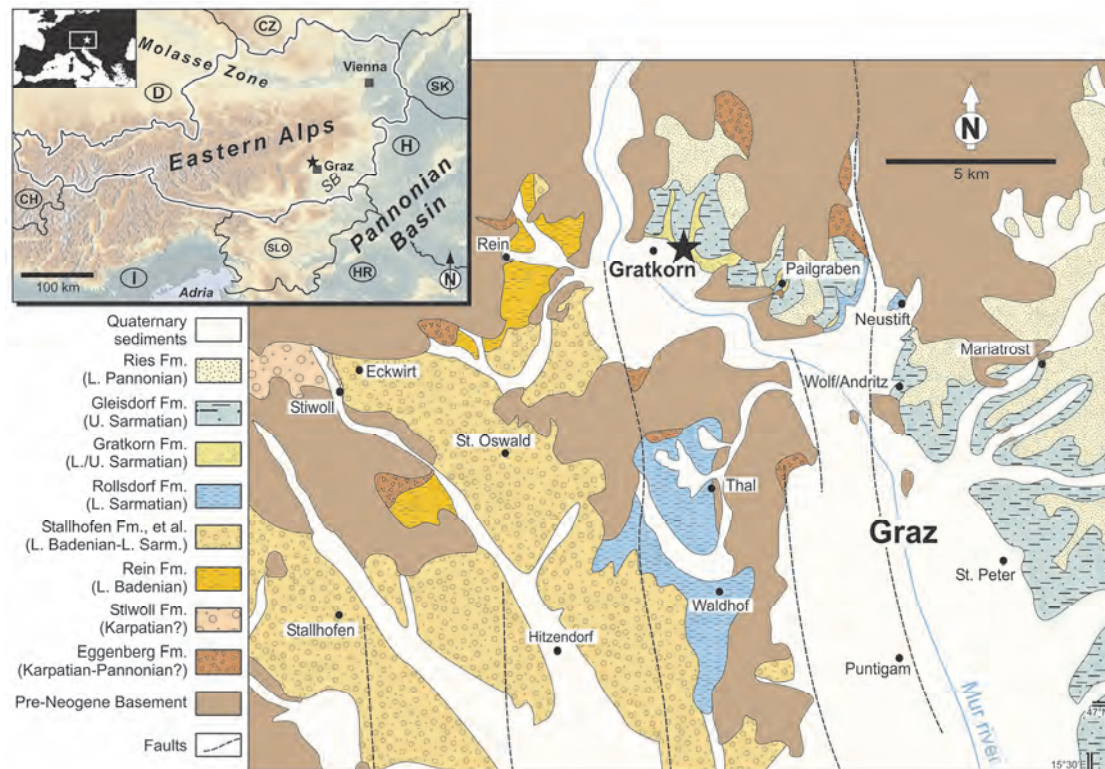 CZ
Molasse Zone
Vienna
SK
D
Eastern Alps
H
Graz
SB
CH
Pannonian
Basin
SLO
HR
I
Adria
100 km
N
N
5 km
Rein
Gratkorn
Pailgraben
Neustift
Mariatrost
Eckwirt
Wolf/Andritz
Stiwoll
St. Oswald
Thal
Graz
St. Peter
Waldhof
Stallhofen
Hitzendorf
Puntigam
Mur river
47°N
15°30'E
Quaternary
sediments
Ries Fm.
(L. Pannonian)
Gleisdorf Fm.
(U. Sarmatian)
Gratkorn Fm.
(L./U. Sarmatian)
Rollsdorf Fm.
(L. Sarmatian)
Stallhofen Fm., et al.
(L. Badenian-L. Sarm.)
Rein Fm.
(L. Badenian)
Stiwoll Fm.
(Karpatian?)
Eggenberg Fm.
(Karpatian-Pannonian?)
Pre-Neogene Basement
Faults